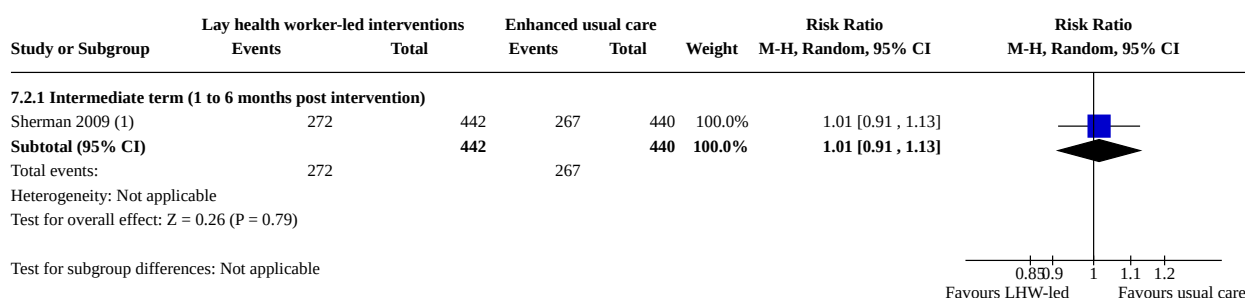 Lay health worker-led interventions Enhanced usual care Risk Ratio Risk Ratio
Study or Subgroup Events Total Events Total Weight M-H, Random, 95% CI M-H, Random, 95% CI
7.2.1 Intermediate term (1 to 6 months post intervention)
Sherman 2009 (1) 272 442 267 440 100.0% 1.01 [0.91 , 1.13]
Subtotal (95% CI) 442 440 100.0% 1.01 [0.91 , 1.13]
Total events: 272 267
Heterogeneity: Not applicable
Test for overall effect: Z = 0.26 (P = 0.79)
Test for subgroup differences: Not applicable
0.85 0.9 1 1.1 1.2
Favours LHW-led Favours usual care